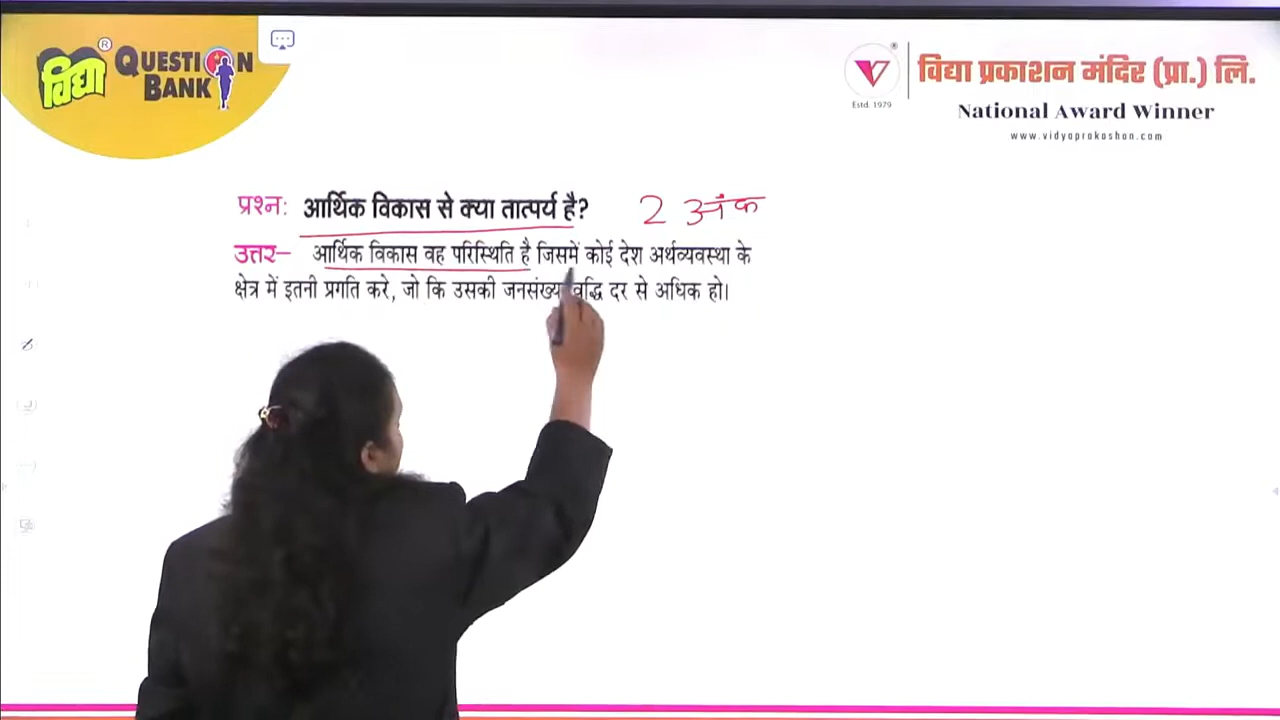 विद्या
®
QUESTION
BANK
®
Estd. 1979
विद्या प्रकाशन मंदिर (प्रा.) लि.
National Award Winner
www.vidyaprakashan.com
प्रश्न: आर्थिक विकास से क्या तात्पर्य है? 2 अंक
उत्तर– आर्थिक विकास वह परिस्थिति है जिसमें कोई देश अर्थव्यवस्था के
क्षेत्र में इतनी प्रगति करे, जो कि उसकी जनसंख्या वृद्धि दर से अधिक हो।